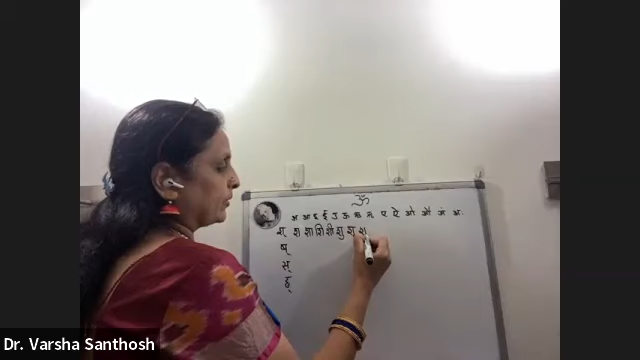 ॐ
अ आ इ ई उ ऊ ऋ ॠ ए ऐ ओ औ अं अः
श् श शा शि शी शु शू श
ष्
स्
ह्
Dr. Varsha Santhosh